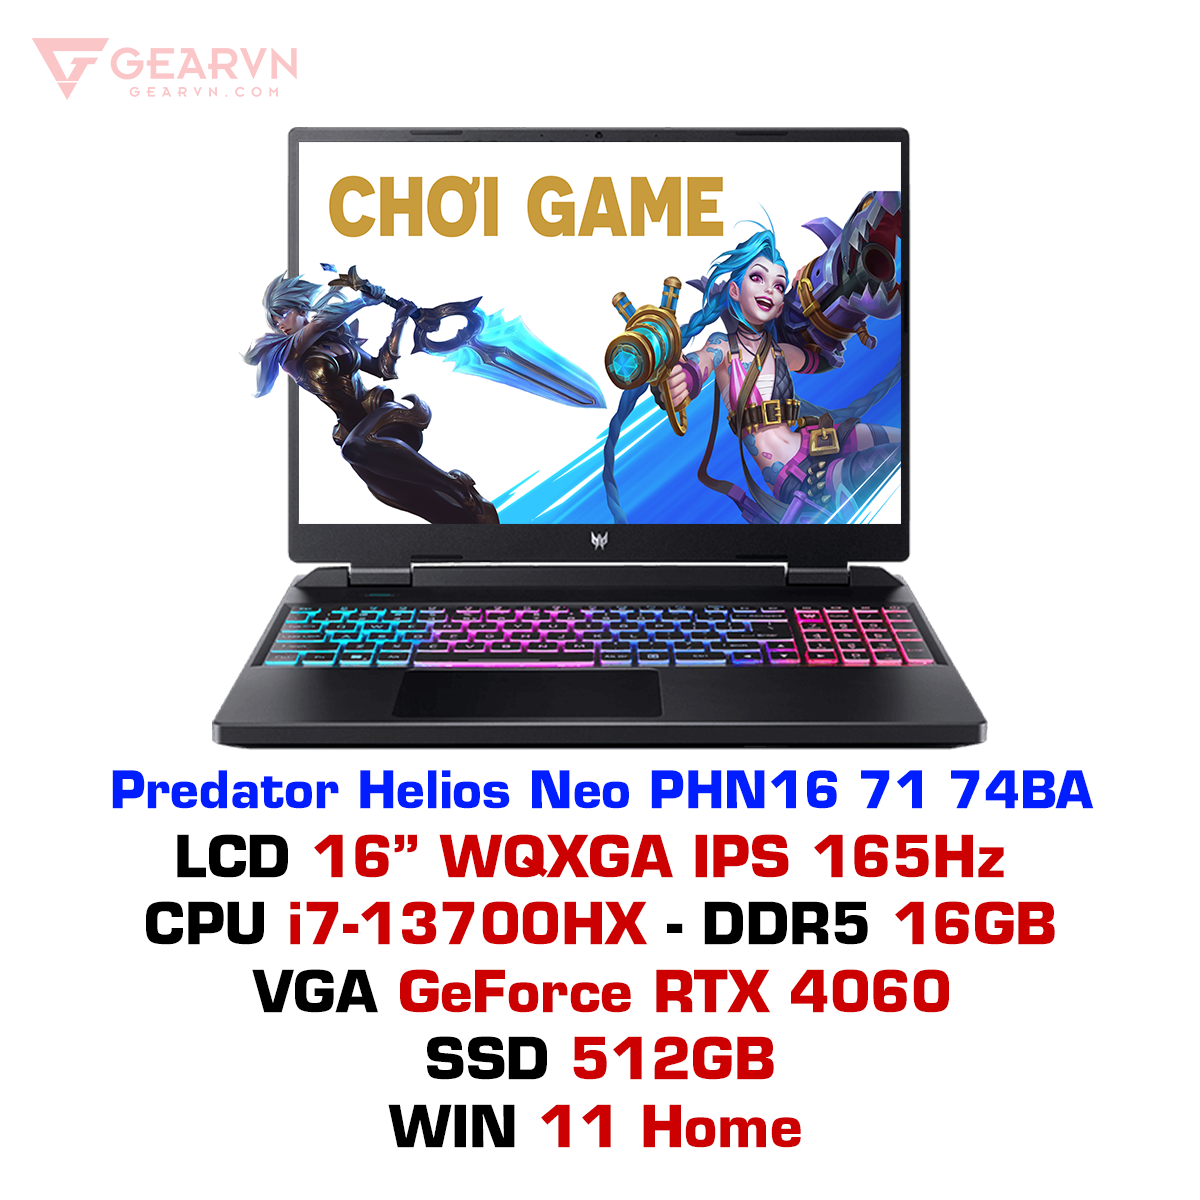 GEARVN
GEARVN.COM
CHƠI GAME
Predator Helios Neo PHN16 71 74BA
LCD 16” WQXGA IPS 165Hz
CPU i7-13700HX - DDR5 16GB
VGA GeForce RTX 4060
SSD 512GB
WIN 11 Home